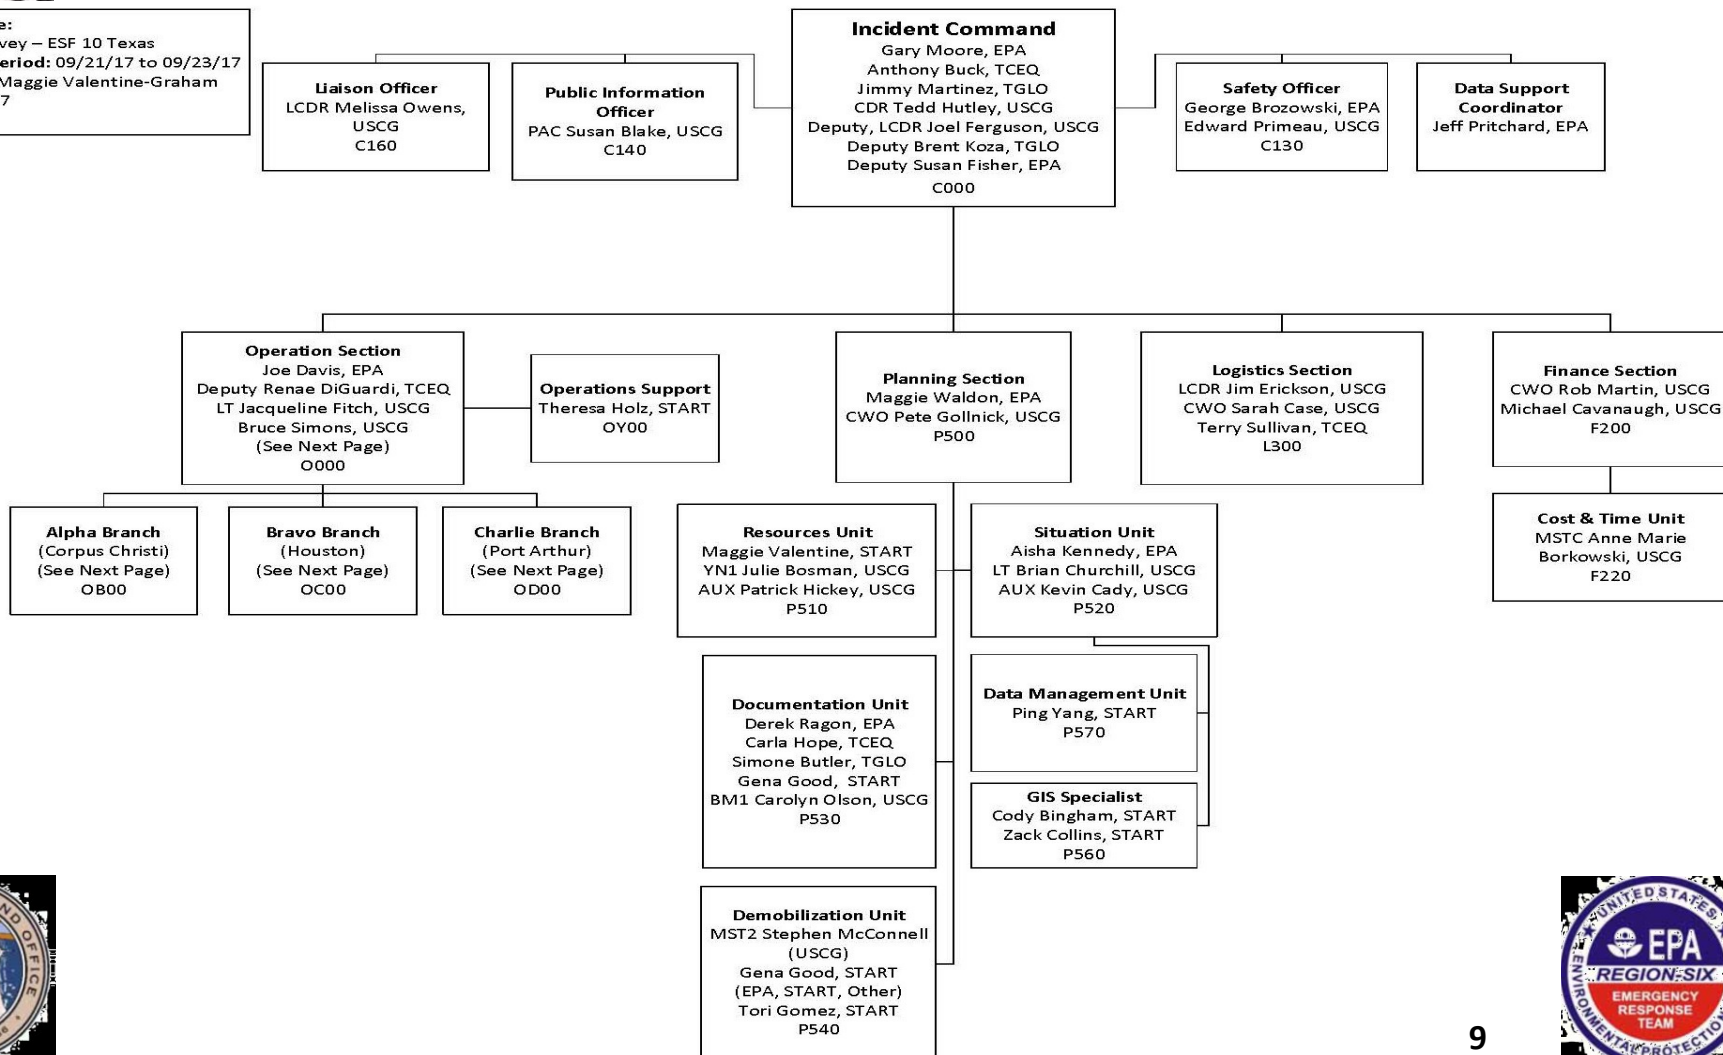 e:
vey – ESF 10 Texas
eriod: 09/21/17 to 09/23/17
Maggie Valentine-Graham
7
Liaison Officer
LCDR Melissa Owens,
USCG
C160
Public Information
Officer
PAC Susan Blake, USCG
C140
Incident Command
Gary Moore, EPA
Anthony Buck, TCEQ
Jimmy Martinez, TGLO
CDR Tedd Hutley, USCG
Deputy, LCDR Joel Ferguson, USCG
Deputy Brent Koza, TGLO
Deputy Susan Fisher, EPA
C000
Safety Officer
George Brozowski, EPA
Edward Primeau, USCG
C130
Data Support
Coordinator
Jeff Pritchard, EPA
Operation Section
Joe Davis, EPA
Deputy Renae DiGuardi, TCEQ
LT Jacqueline Fitch, USCG
Bruce Simons, USCG
(See Next Page)
O000
Operations Support
Theresa Holz, START
OY00
Planning Section
Maggie Waldon, EPA
CWO Pete Gollnick, USCG
P500
Logistics Section
LCDR Jim Erickson, USCG
CWO Sarah Case, USCG
Terry Sullivan, TCEQ
L300
Finance Section
CWO Rob Martin, USCG
Michael Cavanaugh, USCG
F200
Alpha Branch
(Corpus Christi)
(See Next Page)
OB00
Bravo Branch
(Houston)
(See Next Page)
OC00
Charlie Branch
(Port Arthur)
(See Next Page)
OD00
Resources Unit
Maggie Valentine, START
YN1 Julie Bosman, USCG
AUX Patrick Hickey, USCG
P510
Situation Unit
Aisha Kennedy, EPA
LT Brian Churchill, USCG
AUX Kevin Cady, USCG
P520
Cost & Time Unit
MSTC Anne Marie
Borkowski, USCG
F220
Documentation Unit
Derek Ragon, EPA
Carla Hope, TCEQ
Simone Butler, TGLO
Gena Good, START
BM1 Carolyn Olson, USCG
P530
Data Management Unit
Ping Yang, START
P570
GIS Specialist
Cody Bingham, START
Zack Collins, START
P560
Demobilization Unit
MST2 Stephen McConnell
(USCG)
Gena Good, START
(EPA, START, Other)
Tori Gomez, START
P540
ND OFFICE
9
UNITED STATES
EPA
REGION SIX
EMERGENCY
RESPONSE
TEAM
ENVIRONMENTAL PROTECTIO